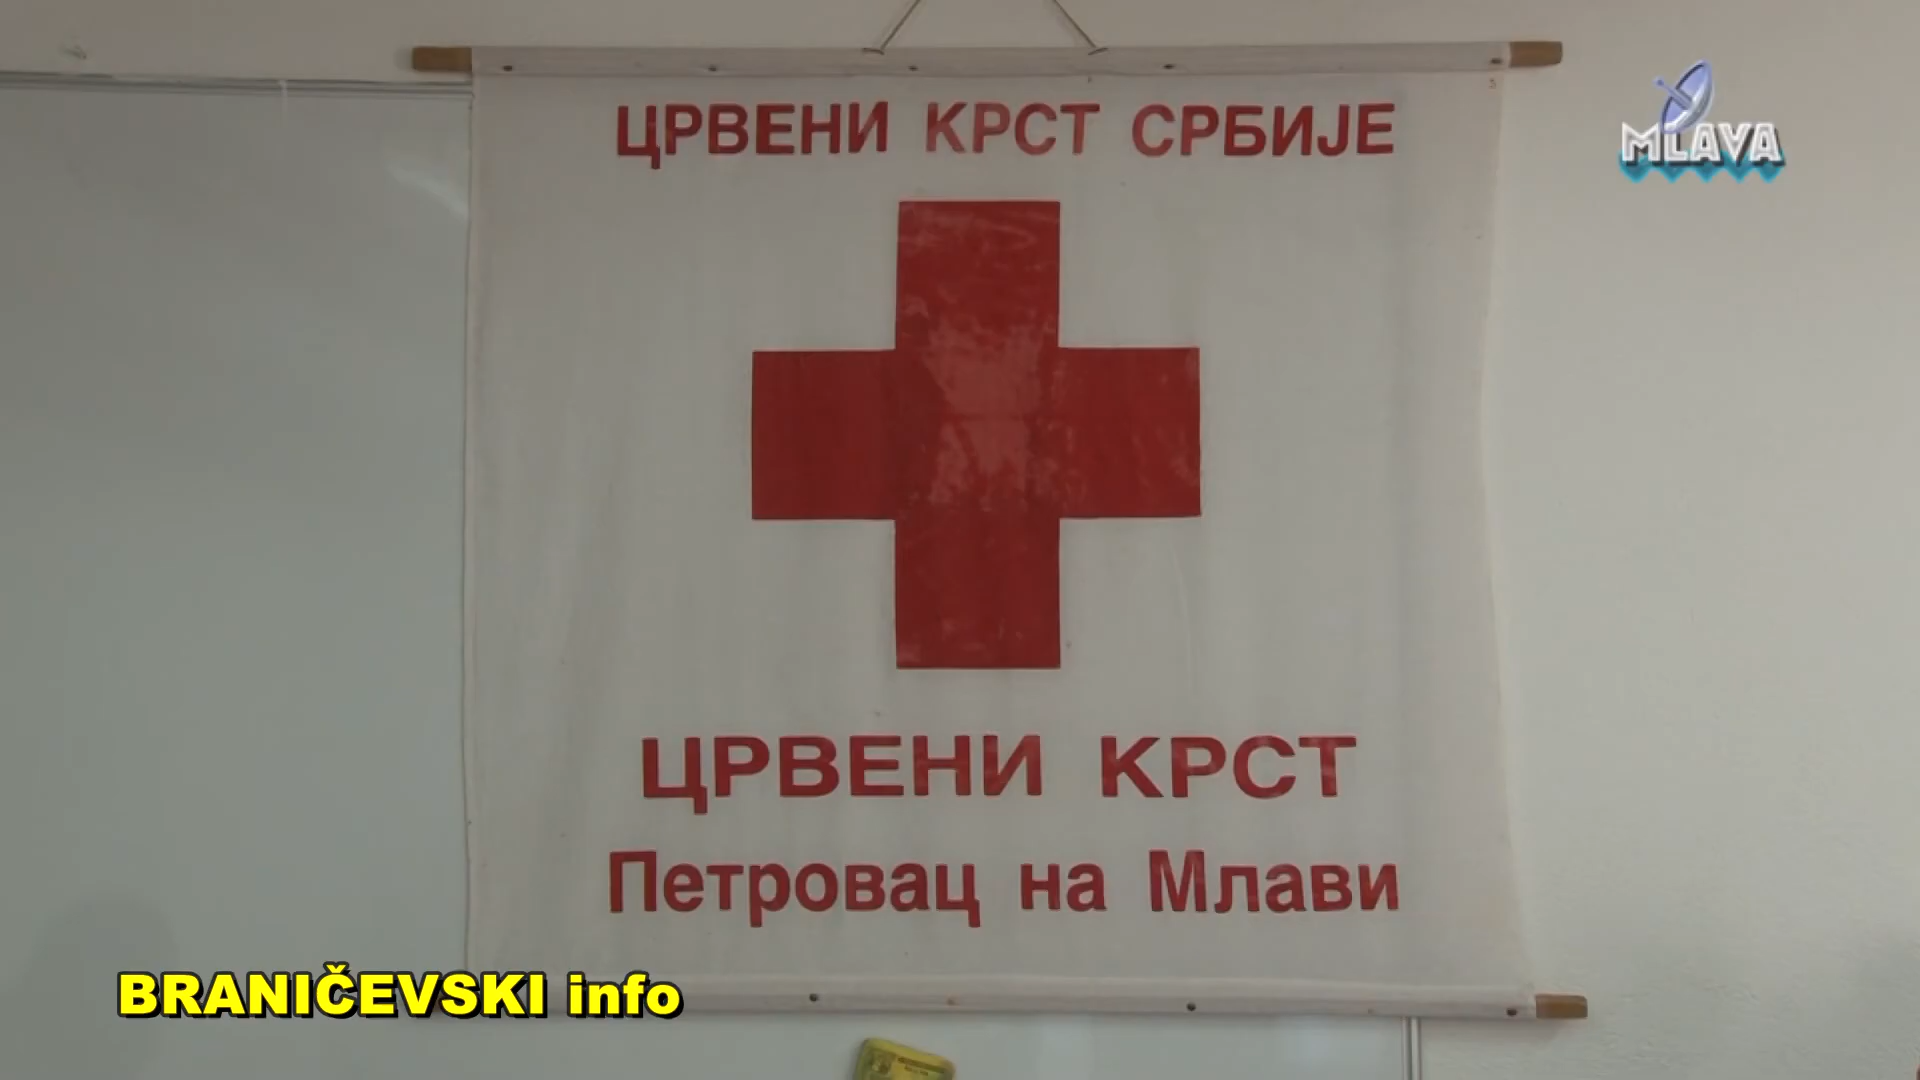 ЦРВЕНИ КРСТ СРБИЈЕ
MLAVA
ЦРВЕНИ КРСТ
Петровац на Млави
BRANIČEVSKI info